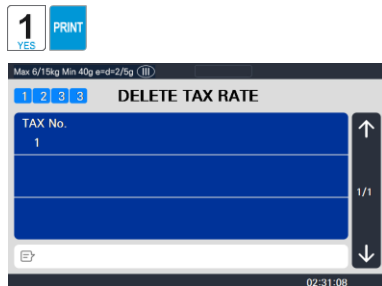 1
YES
PRINT
Max 6/15kg Min 40g e=d=2/5g III
1 2 3 3 DELETE TAX RATE
TAX No.
1
1/1
02:31:08